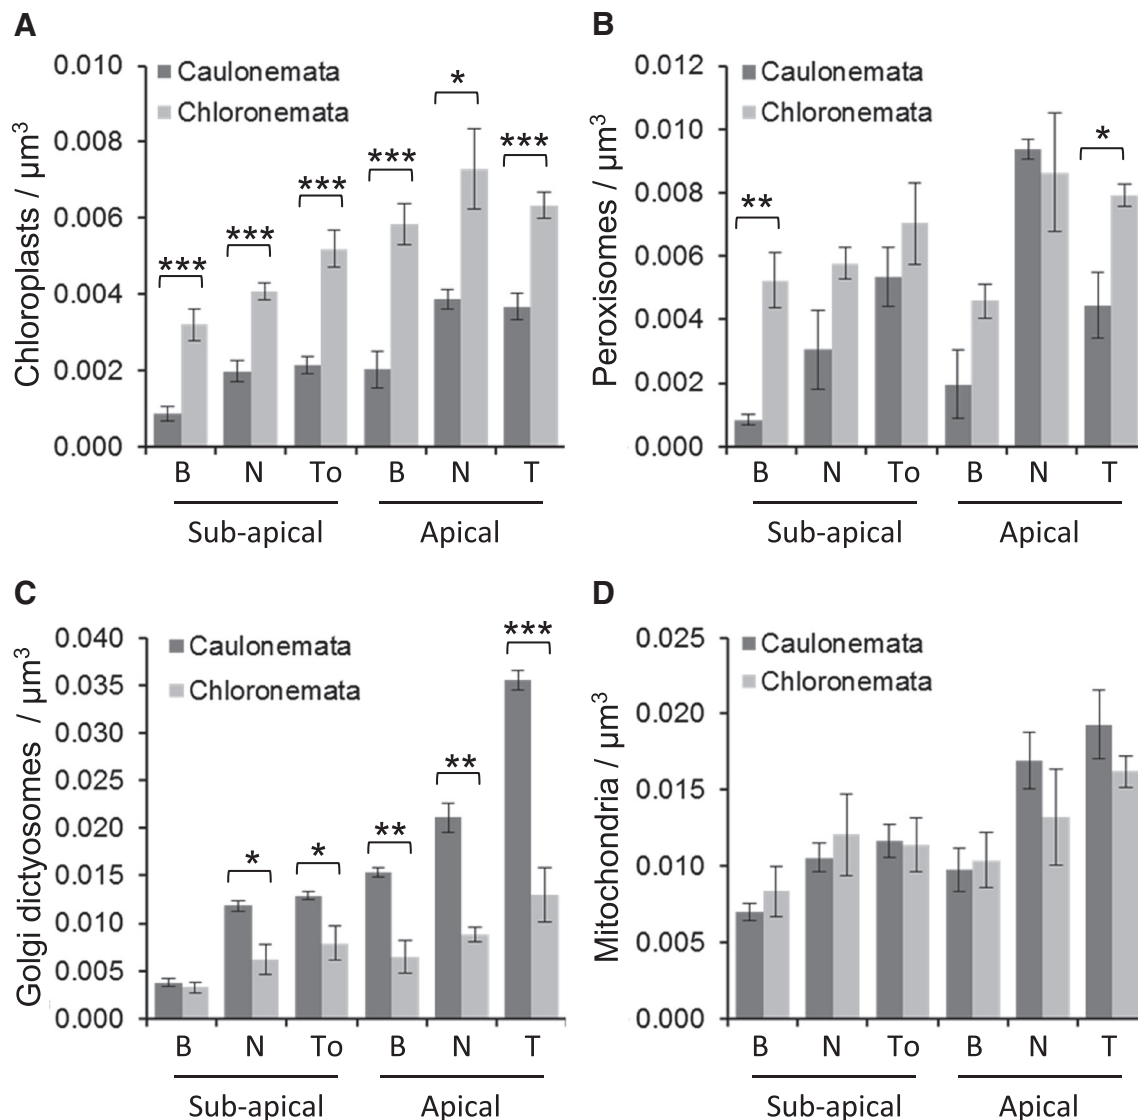 A
Chloroplasts / µm³
0.010
0.008
0.006
0.004
0.002
0.000
Caulonemata
Chloronemata
***
***
***
***
*
***
B N To B N T
Sub-apical Apical
B
Peroxisomes / µm³
0.012
0.010
0.008
0.006
0.004
0.002
0.000
Caulonemata
Chloronemata
**
*
B N To B N T
Sub-apical Apical
C
Golgi dictyosomes / µm³
0.040
0.035
0.030
0.025
0.020
0.015
0.010
0.005
0.000
Caulonemata
Chloronemata
*
*
**
**
***
B N To B N T
Sub-apical Apical
D
Mitochondria / µm³
0.025
0.020
0.015
0.010
0.005
0.000
Caulonemata
Chloronemata
B N To B N T
Sub-apical Apical